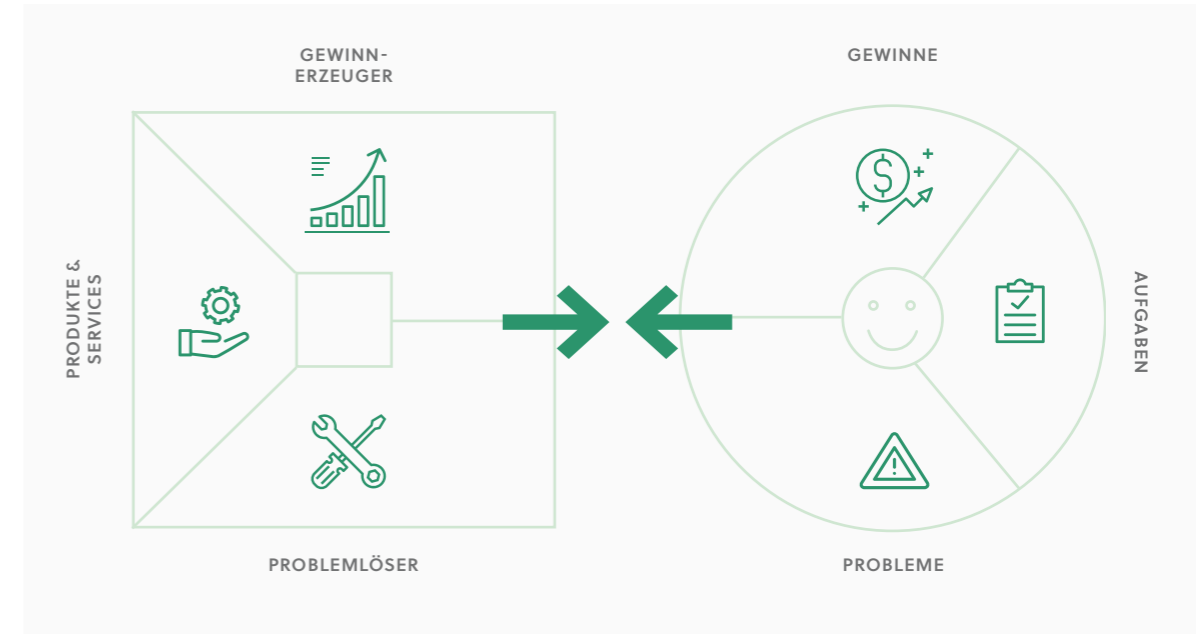 GEWINN-
ERZEUGER
GEWINNE
PRODUKTE &
SERVICES
$
AUFGABEN
PROBLEMLÖSER
PROBLEME